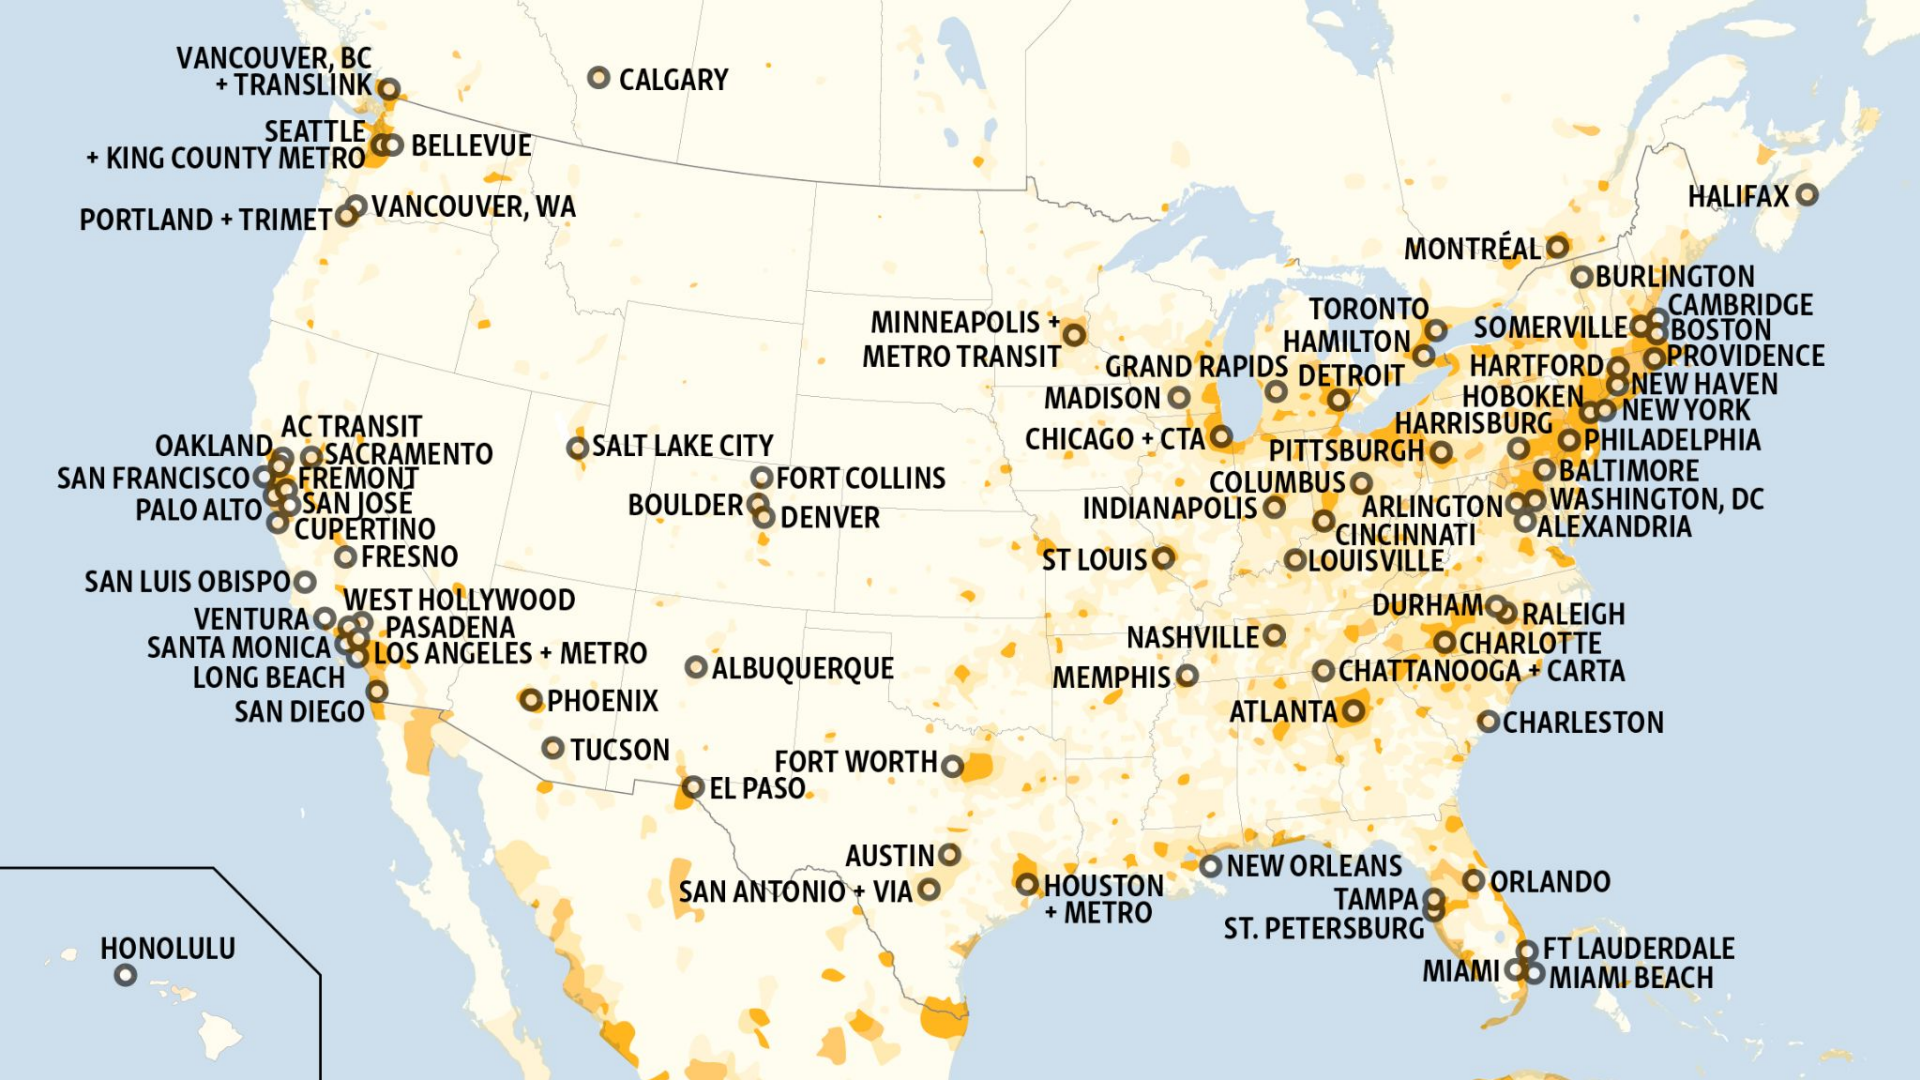 VANCOUVER, BC
+ TRANSLINK
CALGARY
SEATTLE
+ KING COUNTY METRO
BELLEVUE
VANCOUVER, WA
PORTLAND + TRIMET
HALIFAX
MONTRÉAL
BURLINGTON
CAMBRIDGE
TORONTO
SOMERVILLE
BOSTON
MINNEAPOLIS +
METRO TRANSIT
HAMILTON
PROVIDENCE
GRAND RAPIDS
DETROIT
HARTFORD
NEW HAVEN
MADISON
HOBOKEN
NEW YORK
HARRISBURG
CHICAGO + CTA
PITTSBURGH
PHILADELPHIA
AC TRANSIT
OAKLAND
SACRAMENTO
SAN FRANCISCO
FREMONT
PALO ALTO
SAN JOSÉ
CUPERTINO
FRESNO
SALT LAKE CITY
FORT COLLINS
BOULDER
DENVER
COLUMBUS
BALTIMORE
INDIANAPOLIS
ARLINGTON
WASHINGTON, DC
CINCINNATI
ALEXANDRIA
ST LOUIS
LOUISVILLE
SAN LUIS OBISPO
WEST HOLLYWOOD
VENTURA
PASADENA
SANTA MONICA
LOS ANGELES + METRO
LONG BEACH
SAN DIEGO
DURHAM
RALEIGH
NASHVILLE
CHARLOTTE
MEMPHIS
CHATTANOOGA + CARTA
ALBUQUERQUE
PHOENIX
ATLANTA
CHARLESTON
TUCSON
FORT WORTH
EL PASO
AUSTIN
SAN ANTONIO + VIA
HOUSTON
+ METRO
NEW ORLEANS
TAMPA
ORLANDO
ST. PETERSBURG
FT LAUDERDALE
MIAMI
MIAMI BEACH
HONOLULU